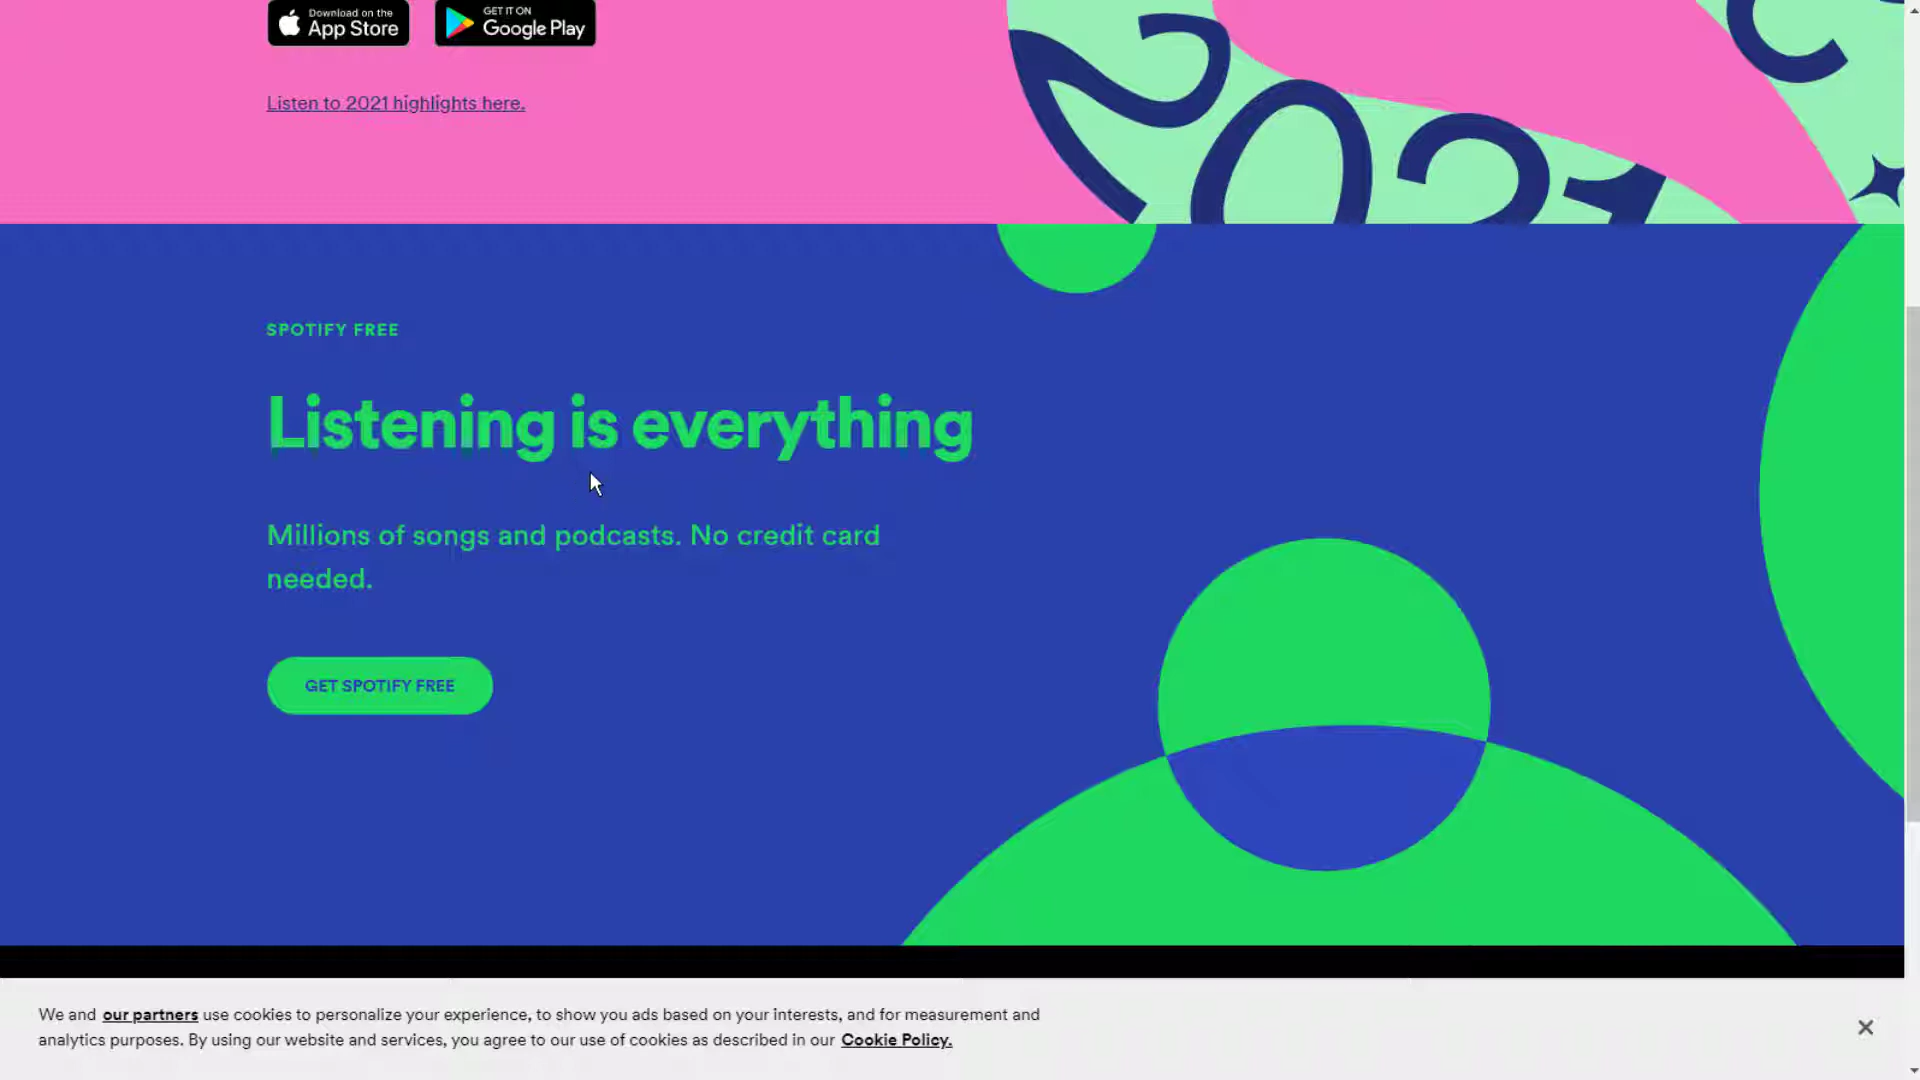 Download on the
App Store
GET IT ON
Google Play
Listen to 2021 highlights here.
2021
SPOTIFY FREE
Listening is everything
Millions of songs and podcasts. No credit card
needed.
GET SPOTIFY FREE
We and our partners use cookies to personalize your experience, to show you ads based on your interests, and for measurement and
analytics purposes. By using our website and services, you agree to our use of cookies as described in our Cookie Policy.